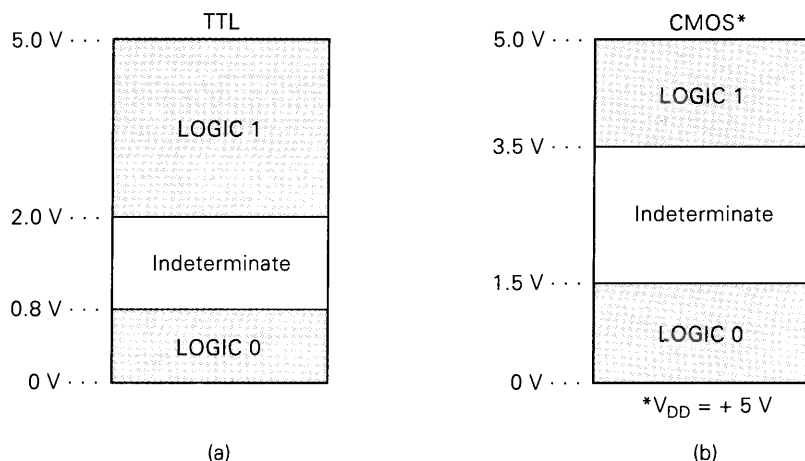 TTL
5.0 V · · ·
LOGIC 1
2.0 V · · ·
Indeterminate
0.8 V · · ·
LOGIC 0
0 V · · ·
(a)
CMOS*
5.0 V · · ·
LOGIC 1
3.5 V · · ·
Indeterminate
1.5 V · · ·
LOGIC 0
0 V · · ·
*VDD = + 5 V
(b)